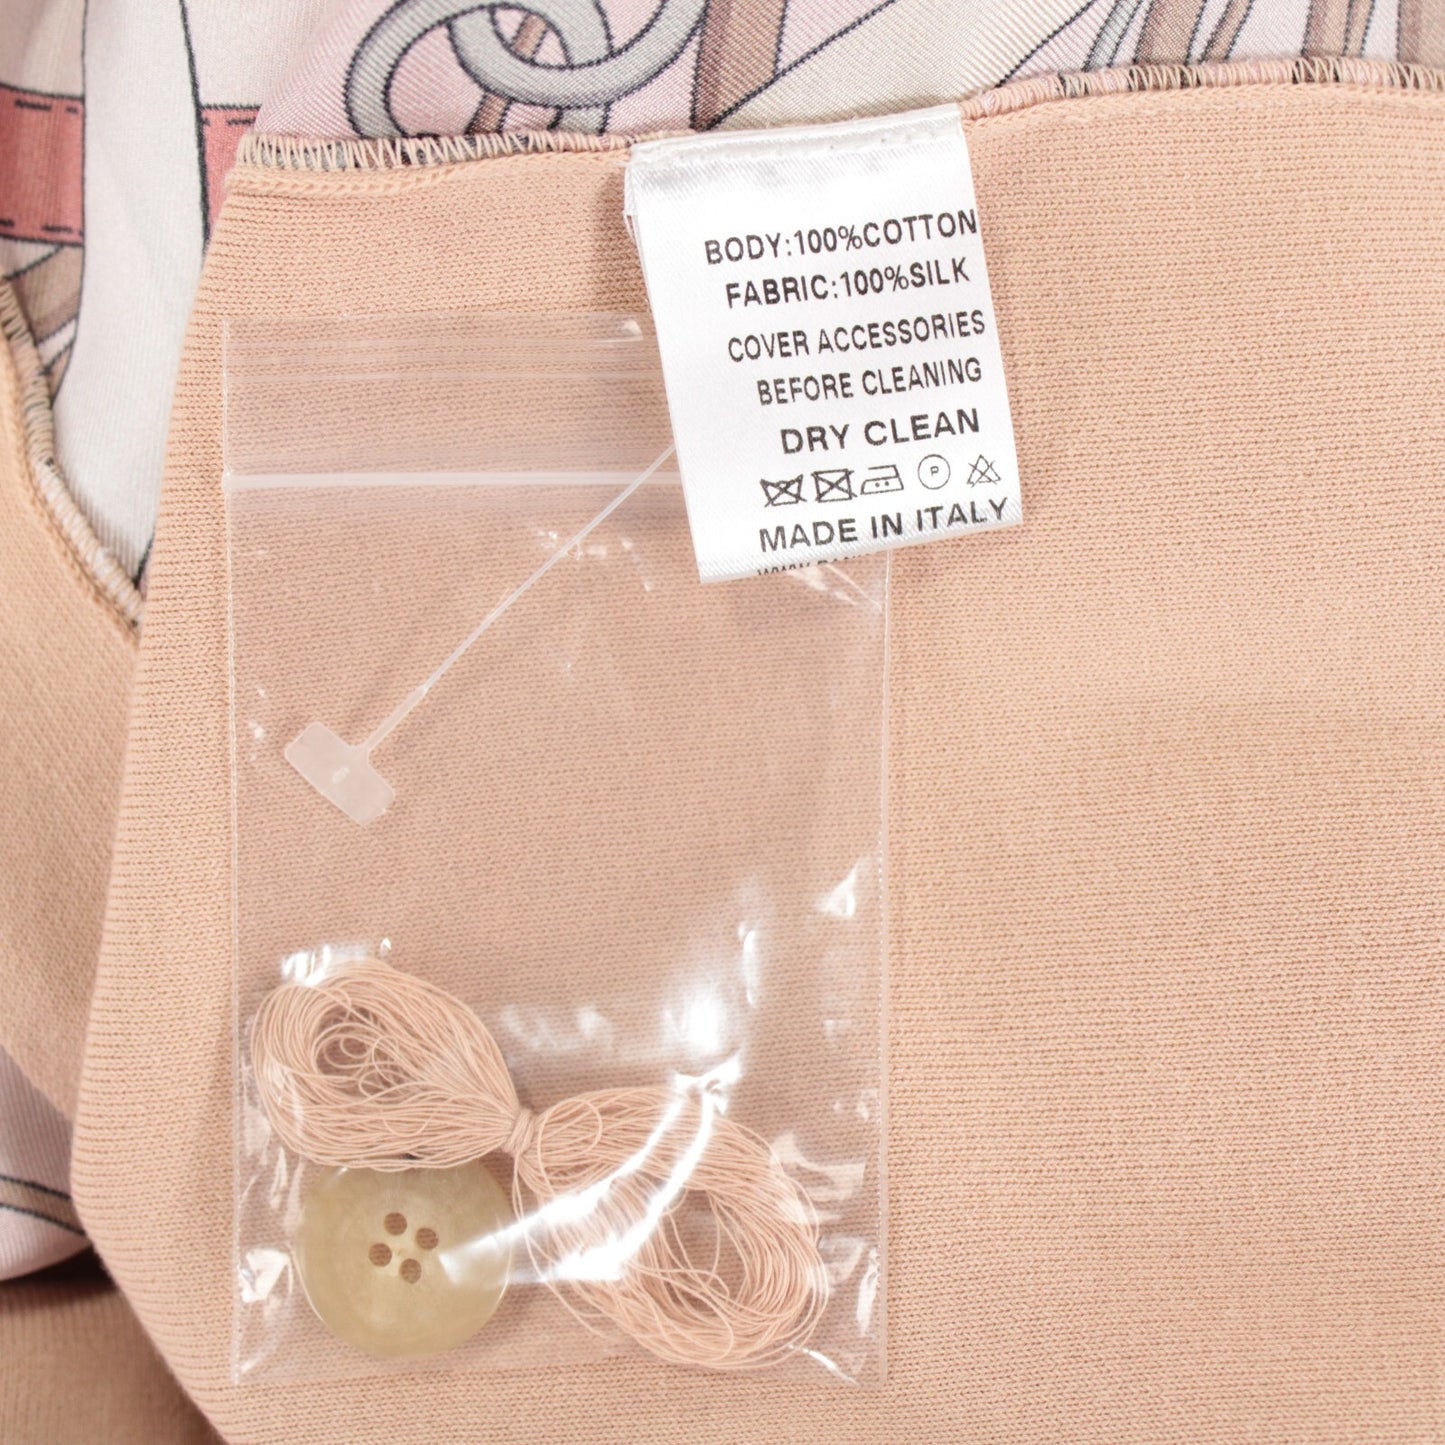 BODY:100%COTTON
FABRIC:100%SILK
COVER ACCESSORIES
BEFORE CLEANING
DRY CLEAN
P
MADE IN ITALY